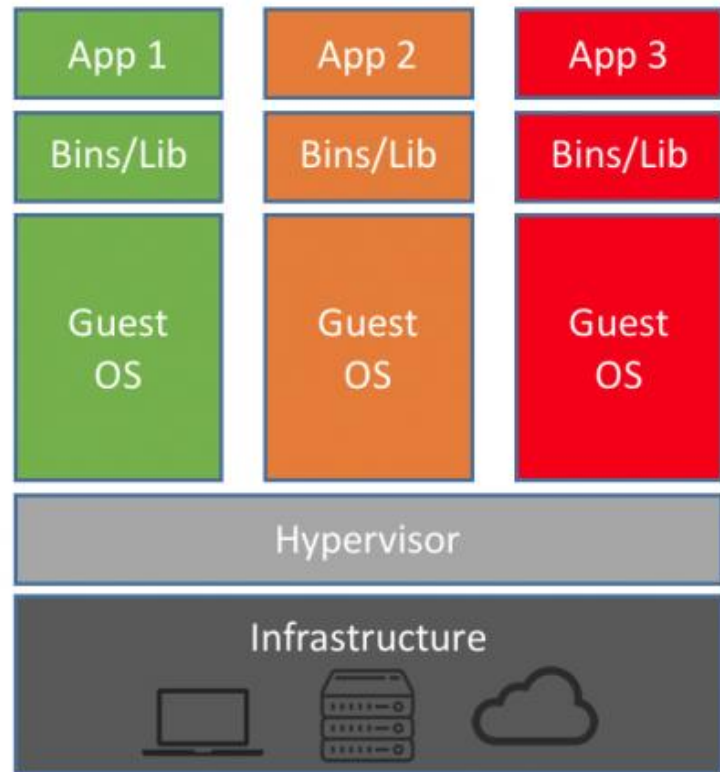 App 1
App 2
App 3
Bins/Lib
Bins/Lib
Bins/Lib
Guest
OS
Guest
OS
Guest
OS
Hypervisor
Infrastructure